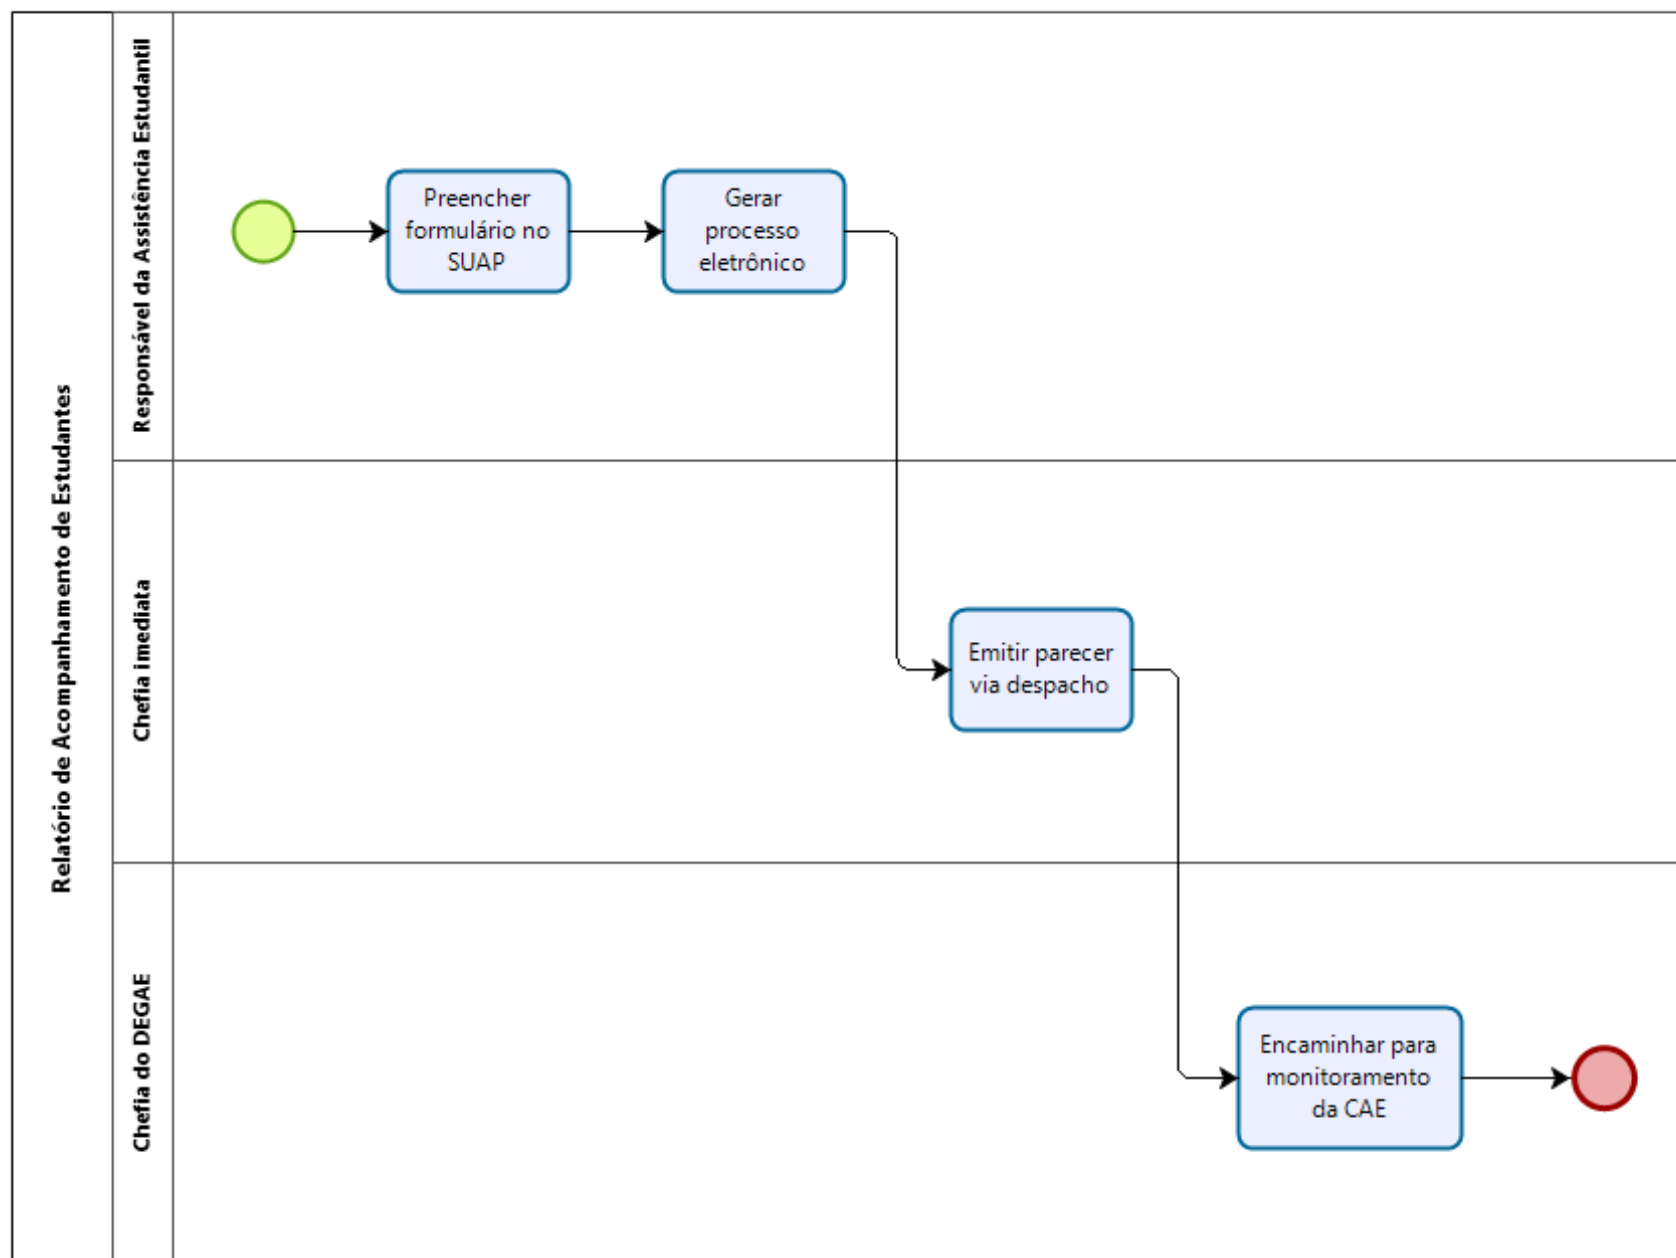 Relatório de Acompanhamento de Estudantes
Responsável da Assistência Estudantil
Preencher
formulário no
SUAP
Gerar
processo
eletrônico
Chefia imediata
Emitir parecer
via despacho
Chefia do DEGAE
Encaminhar para
monitoramento
da CAE